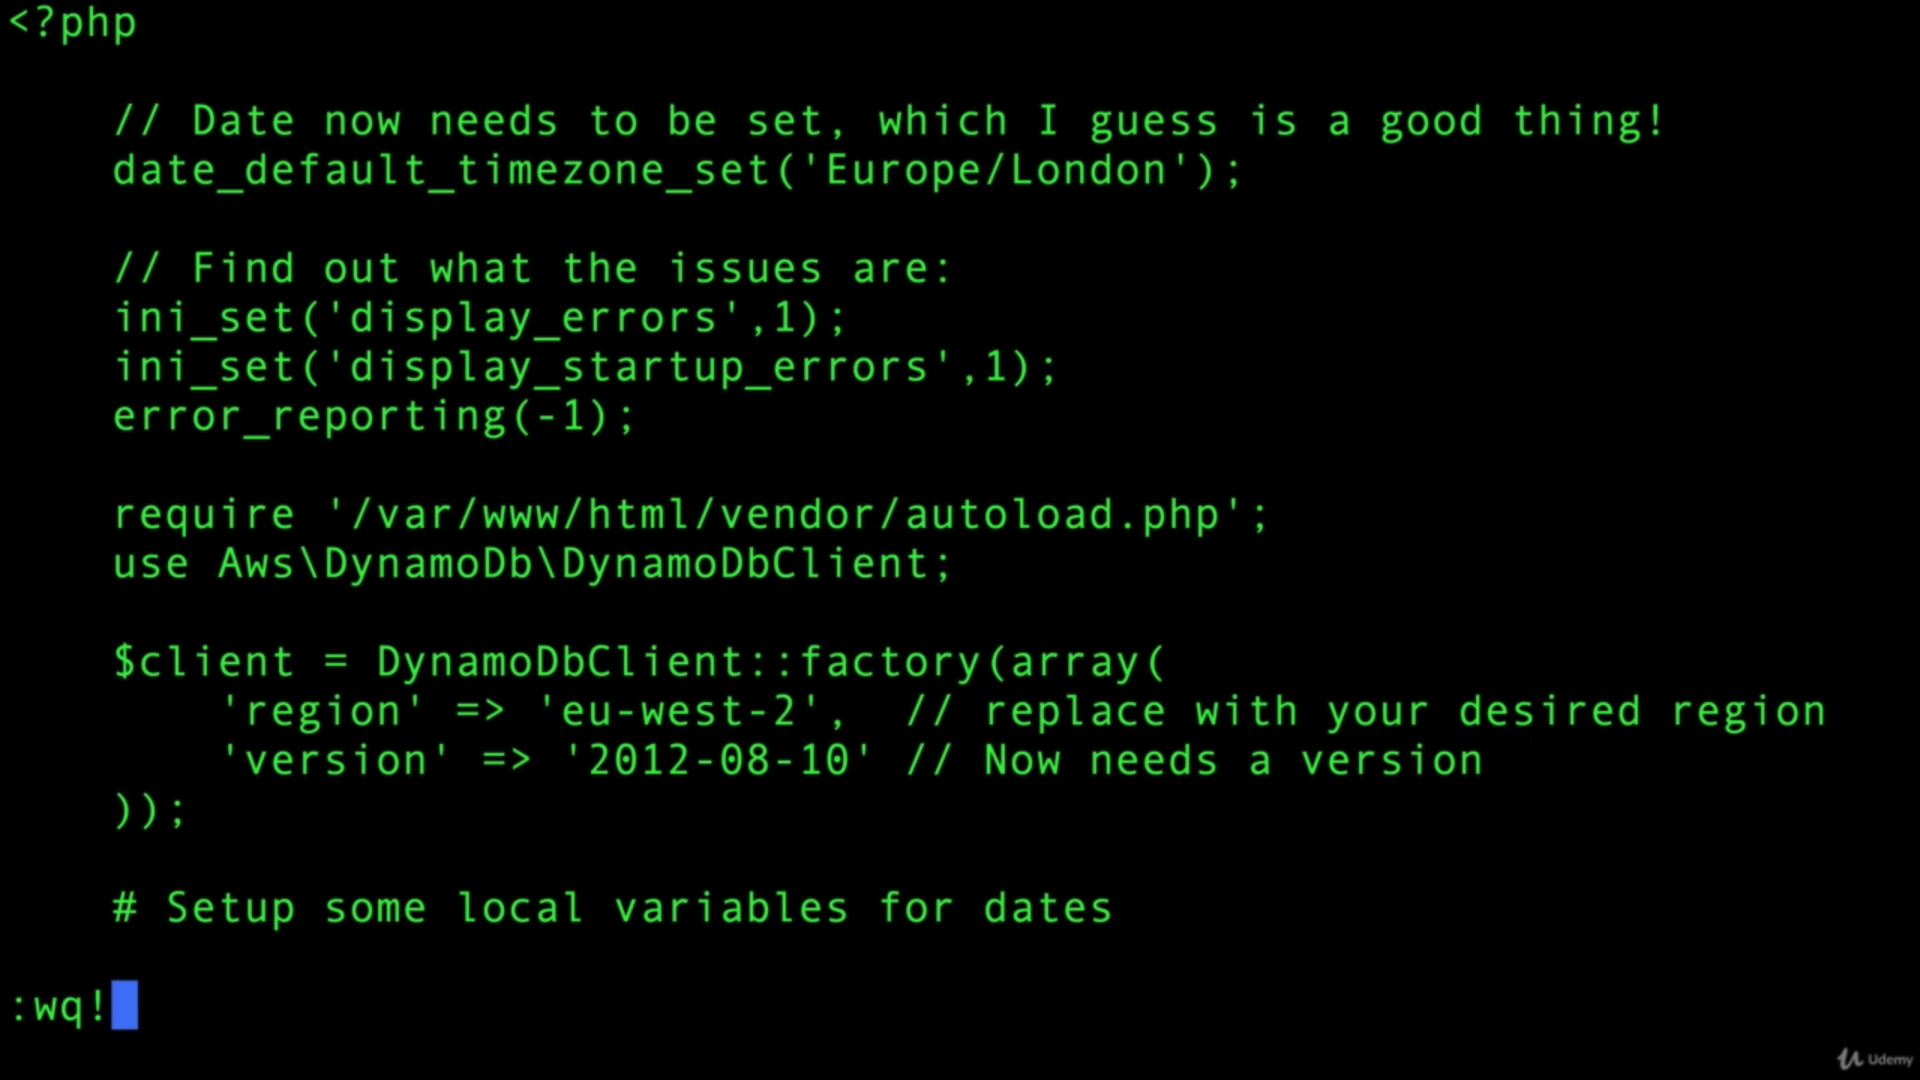 <?php
// Date now needs to be set, which I guess is a good thing!
date_default_timezone_set('Europe/London');
// Find out what the issues are:
ini_set('display_errors',1);
ini_set('display_startup_errors',1);
error_reporting(-1);
require '/var/www/html/vendor/autoload.php';
use Aws\DynamoDb\DynamoDbClient;
$client = DynamoDbClient::factory(array(
'region' => 'eu-west-2',  // replace with your desired region
'version' => '2012-08-10' // Now needs a version
));
# Setup some local variables for dates
:wq!
Udemy